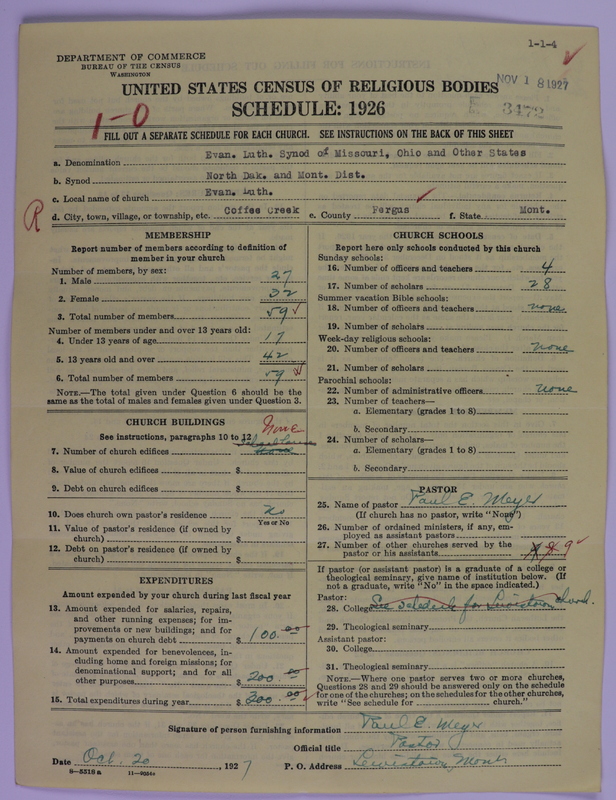 1-1-4
DEPARTMENT OF COMMERCE
BUREAU OF THE CENSUS
WASHINGTON
NOV 18 1927
UNITED STATES CENSUS OF RELIGIOUS BODIES
SCHEDULE: 1926
3472
1-0
FILL OUT A SEPARATE SCHEDULE FOR EACH CHURCH. SEE INSTRUCTIONS ON THE BACK OF THIS SHEET
a. Denomination Evan. Luth. Synod of Missouri, Ohio and Other States
b. Synod North Dak. and Mont. Dist.
c. Local name of church Evan. Luth.
R
d. City, town, village, or township, etc. Coffee Creek e. County Fergus f. State Mont.
MEMBERSHIP
Report number of members according to definition of
member in your church
Number of members, by sex:
1. Male 27
2. Female 32
3. Total number of members 59
Number of members under and over 13 years old:
4. Under 13 years of age 17
5. 13 years old and over 42
6. Total number of members 59
NOTE.—The total given under Question 6 should be
same as the total of males and females given under Question 3.
CHURCH BUILDINGS
None
See instructions, paragraphs 10 to 12
7. Number of church edifices none
8. Value of church edifices $
9. Debt on church edifices $
10. Does church own pastor's residence no
Yes or No
11. Value of pastor's residence (if owned by
church) $
12. Debt on pastor's residence (if owned by
church) $
EXPENDITURES
Amount expended by your church during last fiscal year
13. Amount expended for salaries, repairs,
and other running expenses; for im-
provements or new buildings; and for
payments on church debt $ 100.00
14. Amount expended for benevolences, in-
cluding home and foreign missions; for
denominational support; and for all
other purposes $ 200.00
15. Total expenditures during year $ 300.00
CHURCH SCHOOLS
Report here only schools conducted by this church
Sunday schools:
16. Number of officers and teachers 4
17. Number of scholars 28
Summer vacation Bible schools:
18. Number of officers and teachers none
19. Number of scholars
Week-day religious schools:
20. Number of officers and teachers none
21. Number of scholars
Parochial schools:
22. Number of administrative officers none
23. Number of teachers—
a. Elementary (grades 1 to 8)
b. Secondary
24. Number of scholars—
a. Elementary (grades 1 to 8)
b. Secondary
PASTOR
25. Name of pastor Paul E. Meyer
(If church has no pastor, write "None")
26. Number of ordained ministers, if any, em-
ployed as assistant pastors
27. Number of other churches served by the
pastor or his assistants 9
If pastor (or assistant pastor) is a graduate of a college or
theological seminary, give name of institution below. (If
not a graduate, write "No" in the space indicated.)
Pastor:
28. College See schedule for Lewistown church.
29. Theological seminary
Assistant pastor:
30. College
31. Theological seminary
NOTE.—Where one pastor serves two or more churches,
Questions 28 and 29 should be answered only on the schedule
for one of the churches; on the schedules for the other churches,
write "See schedule for church."
Signature of person furnishing information Paul E. Meyer
Official title Pastor
Date Oct. 20, 1927 P. O. Address Lewistown, Mont.
8-5518 a 11-9024